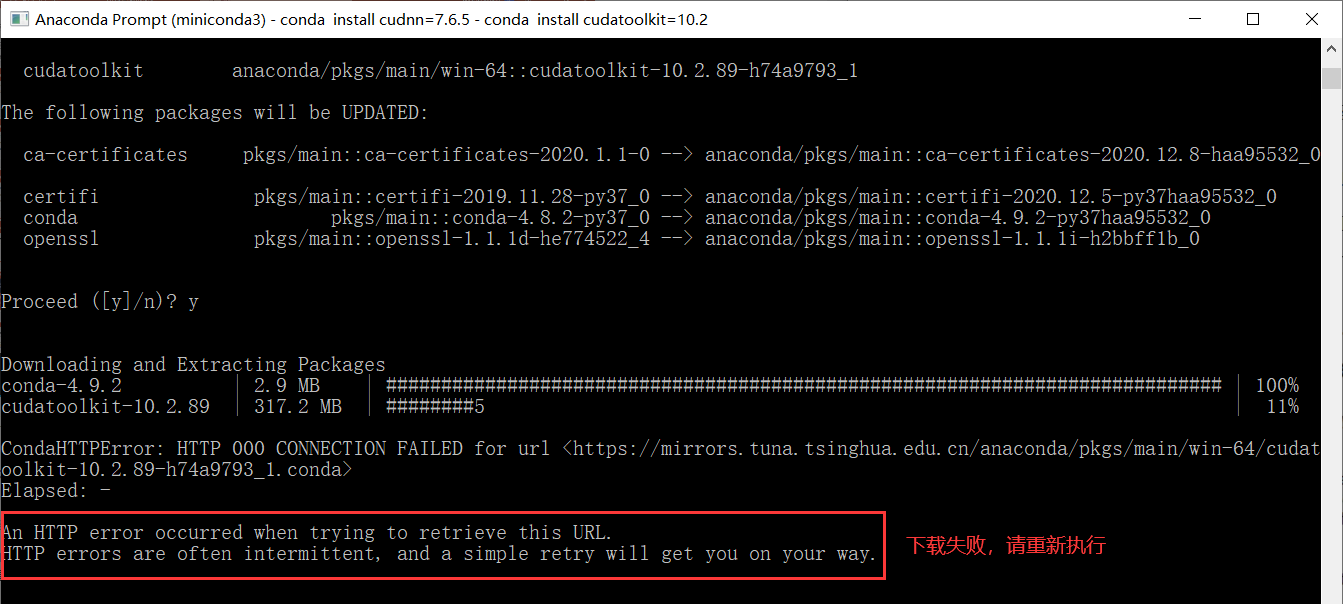 Anaconda Prompt (miniconda3) - conda  install cudnn=7.6.5 - conda  install cudatoolkit=10.2
cudatoolkit        anaconda/pkgs/main/win-64::cudatoolkit-10.2.89-h74a9793_1
The following packages will be UPDATED:
ca-certificates     pkgs/main::ca-certificates-2020.1.1-0 --> anaconda/pkgs/main::ca-certificates-2020.12.8-haa95532_0
certifi              pkgs/main::certifi-2019.11.28-py37_0 --> anaconda/pkgs/main::certifi-2020.12.5-py37haa95532_0
conda                       pkgs/main::conda-4.8.2-py37_0 --> anaconda/pkgs/main::conda-4.9.2-py37haa95532_0
openssl              pkgs/main::openssl-1.1.1d-he774522_4 --> anaconda/pkgs/main::openssl-1.1.1i-h2bbff1b_0
Proceed ([y]/n)? y
Downloading and Extracting Packages
conda-4.9.2          | 2.9 MB    | ############################################################################ | 100%
cudatoolkit-10.2.89  | 317.2 MB  | ########5                                                                    |  11%
CondaHTTPError: HTTP 000 CONNECTION FAILED for url <https://mirrors.tuna.tsinghua.edu.cn/anaconda/pkgs/main/win-64/cudat
oolkit-10.2.89-h74a9793_1.conda>
Elapsed: -
An HTTP error occurred when trying to retrieve this URL.
HTTP errors are often intermittent, and a simple retry will get you on your way.
下载失败，请重新执行